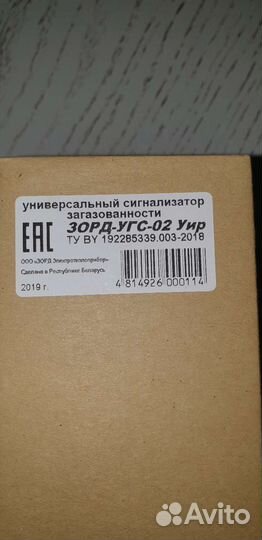 универсальный сигнализатор
загазованности
ЗОРД-УГС-02 Уир
ТУ BY 192285339.003-2018
EAC
ООО «ЗОРД Электротеплоприбор»
Сделано в Республике Беларусь
2019 г.
4 814926 000114
Avito